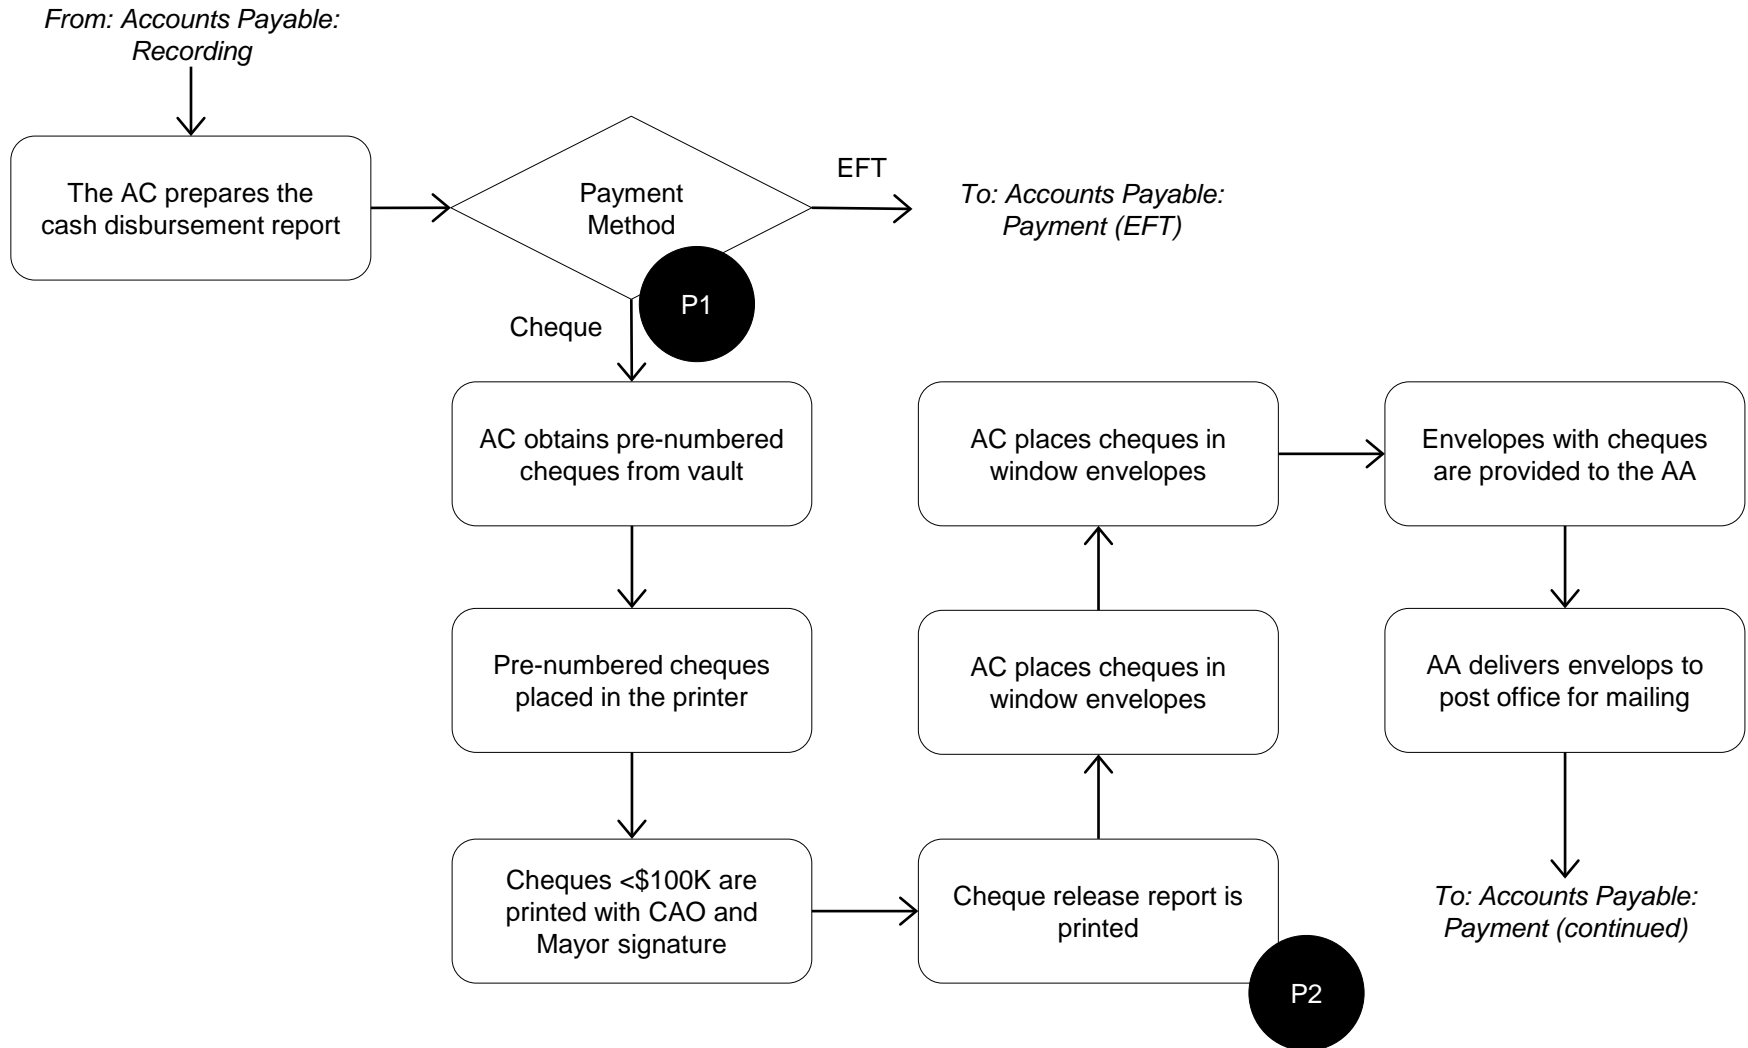 From: Accounts Payable:
Recording
The AC prepares the
cash disbursement report
Payment
Method
EFT
To: Accounts Payable:
Payment (EFT)
P1
Cheque
AC obtains pre-numbered
cheques from vault
Pre-numbered cheques
placed in the printer
Cheques <$100K are
printed with CAO and
Mayor signature
Cheque release report is
printed
P2
AC places cheques in
window envelopes
AC places cheques in
window envelopes
Envelopes with cheques
are provided to the AA
AA delivers envelops to
post office for mailing
To: Accounts Payable:
Payment (continued)